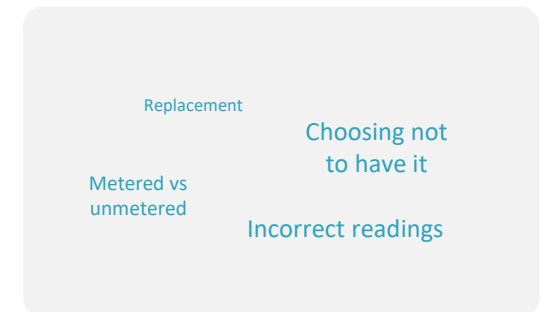 Replacement
Choosing not
to have it
Metered vs
unmetered
Incorrect readings